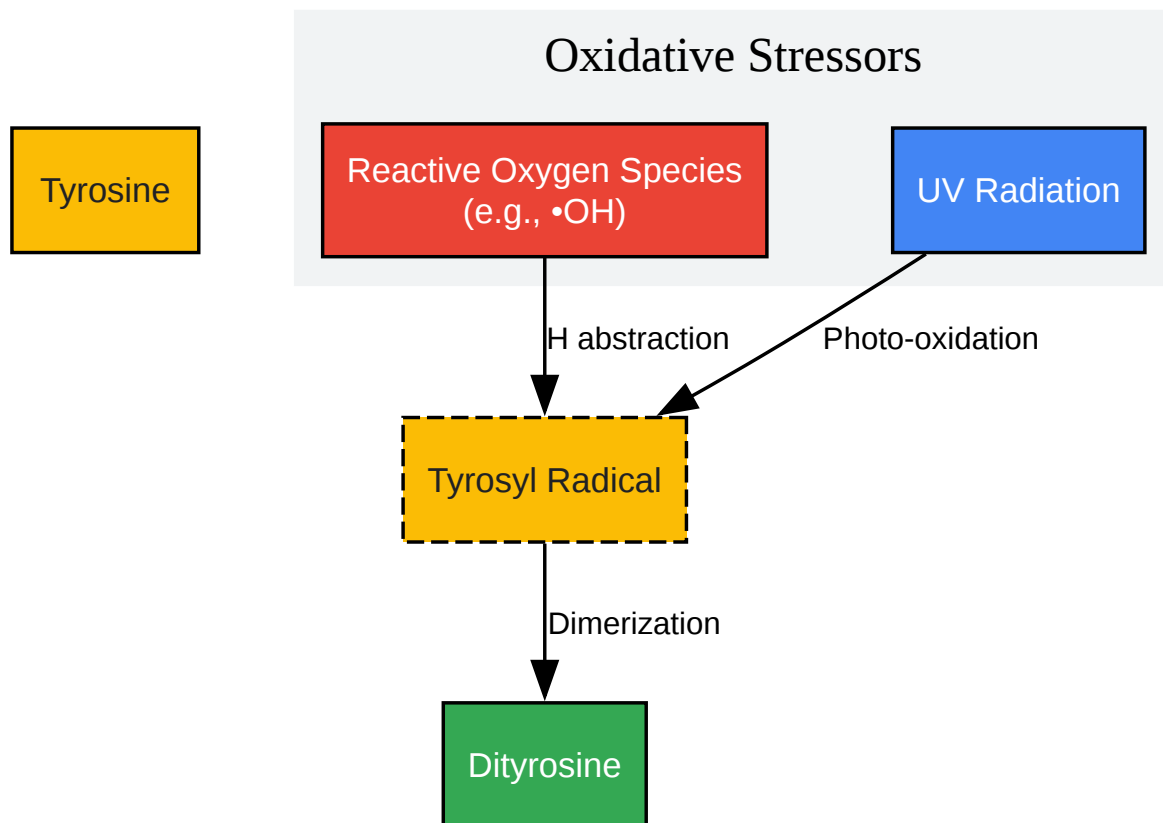 Oxidative Stressors
Tyrosine
Reactive Oxygen Species
(e.g., •OH)
UV Radiation
H abstraction
Photo-oxidation
Tyrosyl Radical
Dimerization
Dityrosine